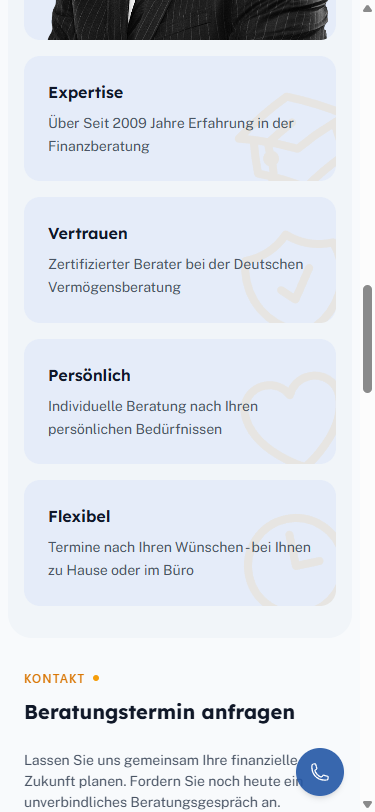 Expertise
Über Seit 2009 Jahre Erfahrung in der
Finanzberatung
Vertrauen
Zertifizierter Berater bei der Deutschen
Vermögensberatung
Persönlich
Individuelle Beratung nach Ihren
persönlichen Bedürfnissen
Flexibel
Termine nach Ihren Wünschen - bei Ihnen
zu Hause oder im Büro
KONTAKT
Beratungstermin anfragen
Lassen Sie uns gemeinsam Ihre finanzielle
Zukunft planen. Fordern Sie noch heute ein
unverbindliches Beratungsgespräch an.